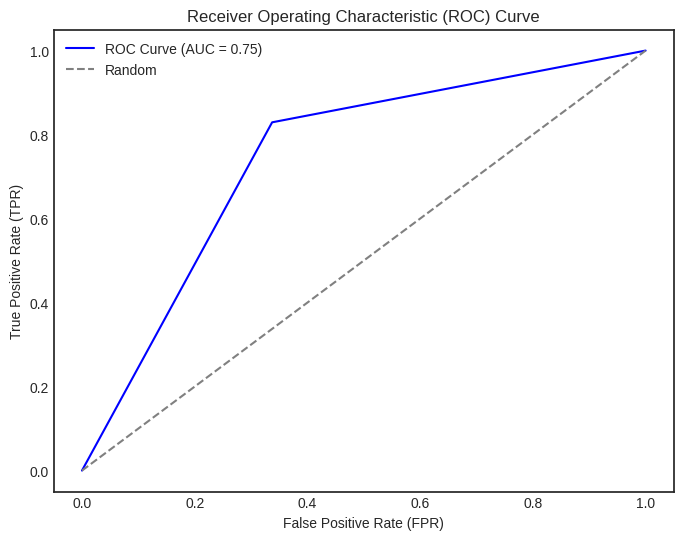 Receiver Operating Characteristic (ROC) Curve
ROC Curve (AUC = 0.75)
Random
True Positive Rate (TPR)
1.0
0.8
0.6
0.4
0.2
0.0
0.0 0.2 0.4 0.6 0.8 1.0
False Positive Rate (FPR)